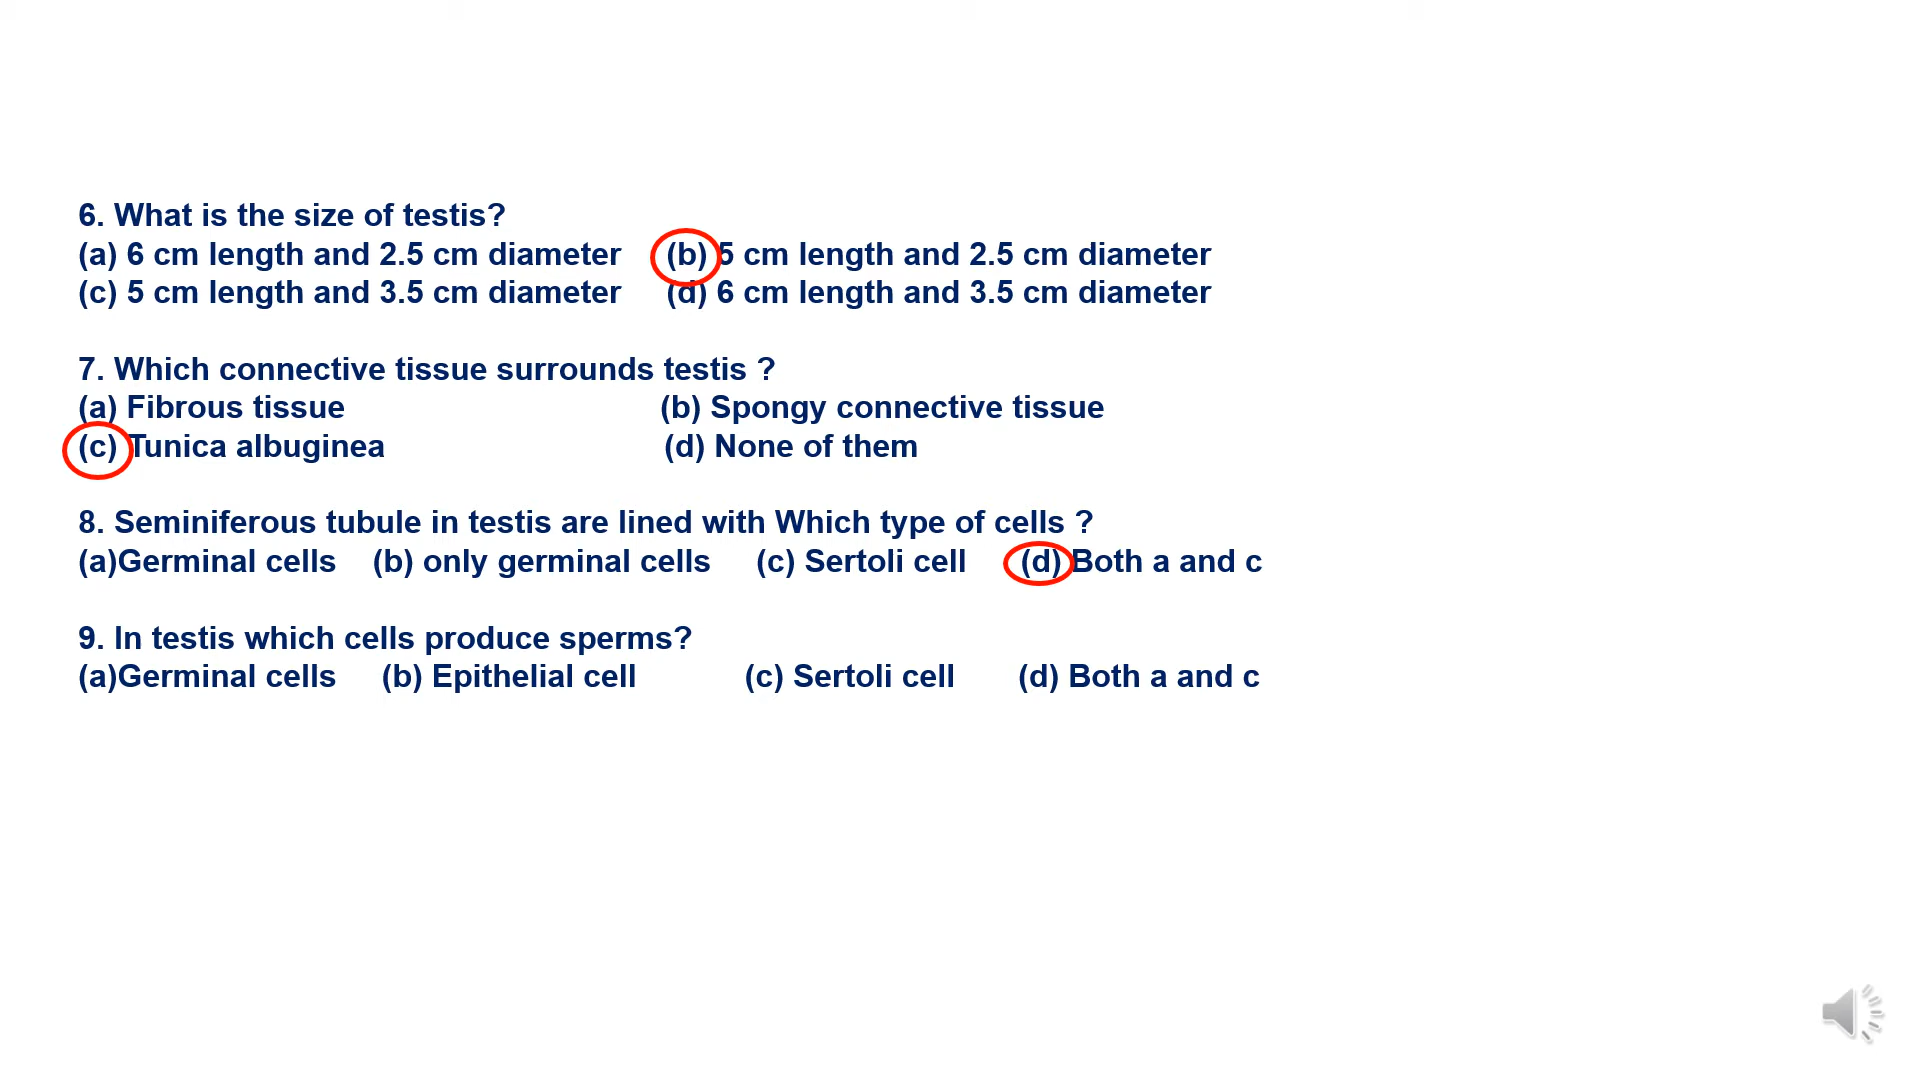 6. What is the size of testis?
(a) 6 cm length and 2.5 cm diameter (b) 5 cm length and 2.5 cm diameter
(c) 5 cm length and 3.5 cm diameter (d) 6 cm length and 3.5 cm diameter
7. Which connective tissue surrounds testis ?
(a) Fibrous tissue (b) Spongy connective tissue
(c) Tunica albuginea (d) None of them
8. Seminiferous tubule in testis are lined with Which type of cells ?
(a)Germinal cells (b) only germinal cells (c) Sertoli cell (d) Both a and c
9. In testis which cells produce sperms?
(a)Germinal cells (b) Epithelial cell (c) Sertoli cell (d) Both a and c